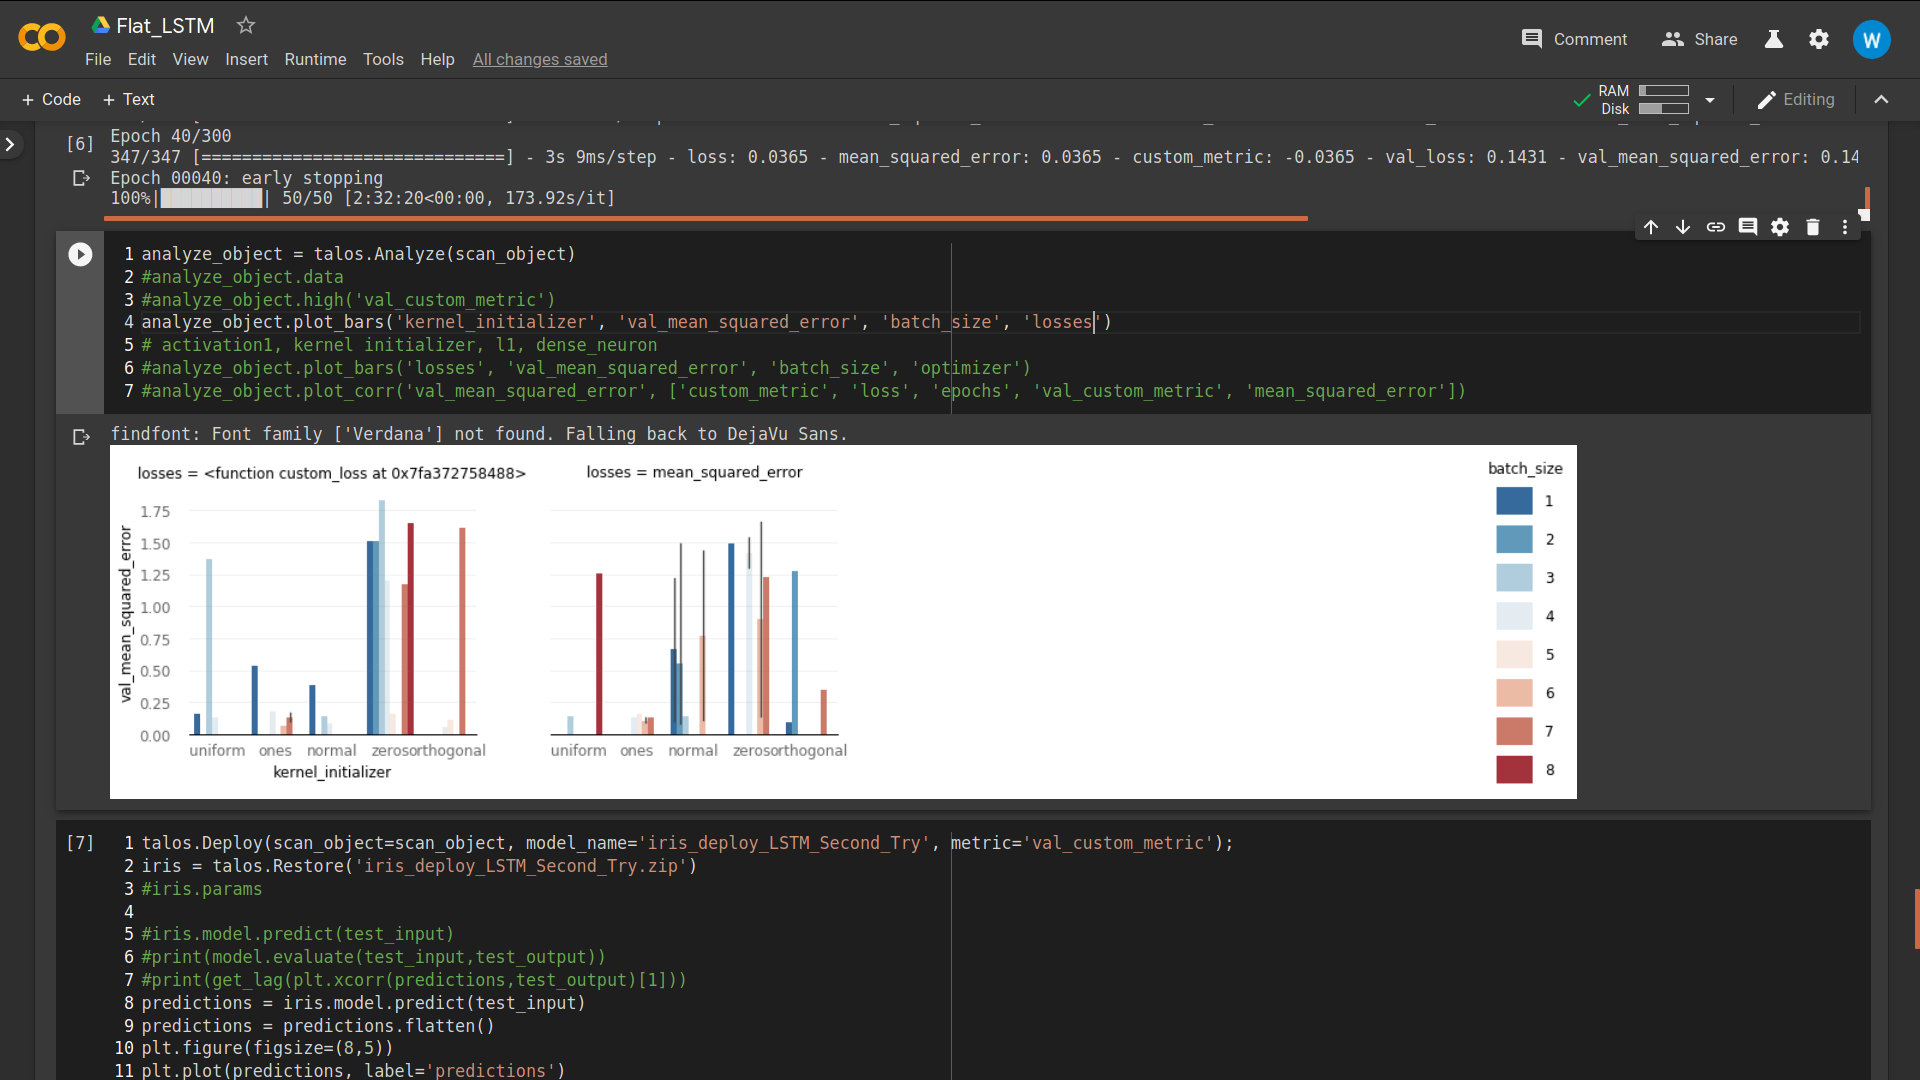 Flat_LSTM
File Edit View Insert Runtime Tools Help All changes saved
Comment Share W
+ Code + Text
RAM
Disk
Editing
[6]
Epoch 40/300
347/347 [==============================] - 3s 9ms/step - loss: 0.0365 - mean_squared_error: 0.0365 - custom_metric: -0.0365 - val_loss: 0.1431 - val_mean_squared_error: 0.14
Epoch 00040: early stopping
100%|██████████| 50/50 [2:32:20<00:00, 173.92s/it]
1 analyze_object = talos.Analyze(scan_object)
2 #analyze_object.data
3 #analyze_object.high('val_custom_metric')
4 analyze_object.plot_bars('kernel_initializer', 'val_mean_squared_error', 'batch_size', 'losses')
5 # activation1, kernel initializer, l1, dense_neuron
6 #analyze_object.plot_bars('losses', 'val_mean_squared_error', 'batch_size', 'optimizer')
7 #analyze_object.plot_corr('val_mean_squared_error', ['custom_metric', 'loss', 'epochs', 'val_custom_metric', 'mean_squared_error'])
findfont: Font family ['Verdana'] not found. Falling back to DejaVu Sans.
losses = <function custom_loss at 0x7fa372758488>
losses = mean_squared_error
val_mean_squared_error
1.75
1.50
1.25
1.00
0.75
0.50
0.25
0.00
uniform ones normal zerosorthogonal
kernel_initializer
uniform ones normal zerosorthogonal
batch_size
1
2
3
4
5
6
7
8
[7]
1 talos.Deploy(scan_object=scan_object, model_name='iris_deploy_LSTM_Second_Try', metric='val_custom_metric');
2 iris = talos.Restore('iris_deploy_LSTM_Second_Try.zip')
3 #iris.params
4
5 #iris.model.predict(test_input)
6 #print(model.evaluate(test_input,test_output))
7 #print(get_lag(plt.xcorr(predictions,test_output)[1]))
8 predictions = iris.model.predict(test_input)
9 predictions = predictions.flatten()
10 plt.figure(figsize=(8,5))
11 plt.plot(predictions, label='predictions')